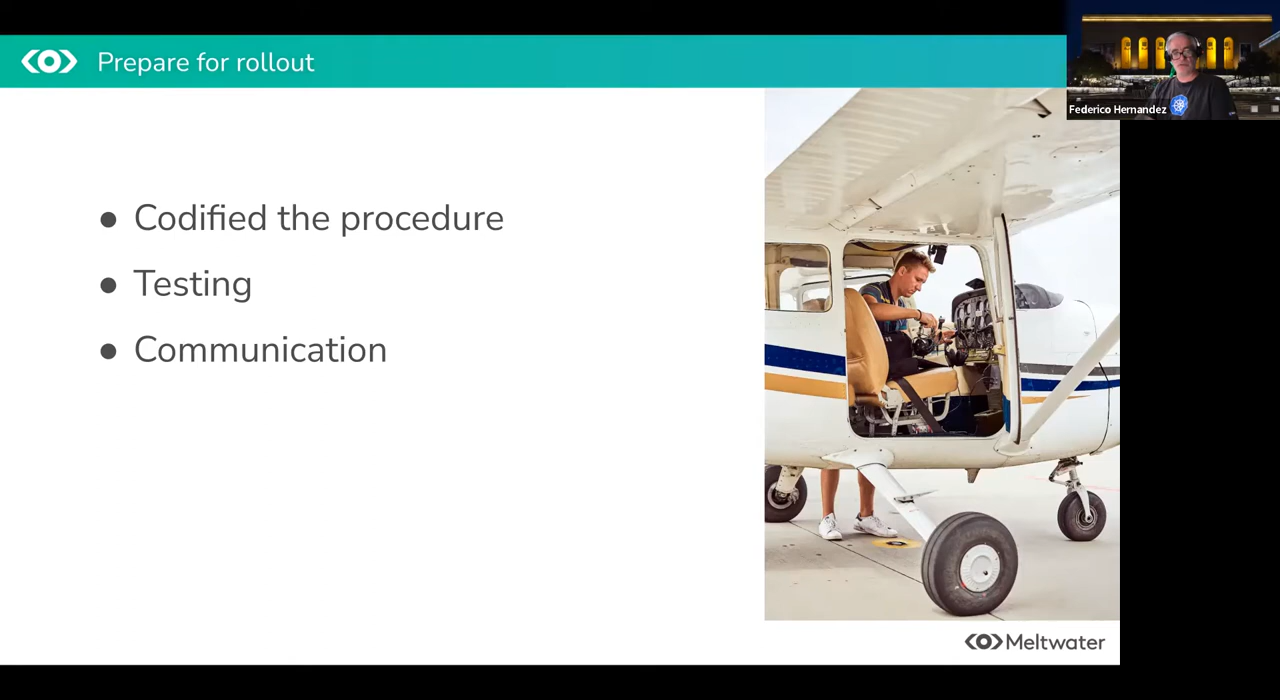 Prepare for rollout
Federico Hernandez
● Codified the procedure
● Testing
● Communication
Meltwater